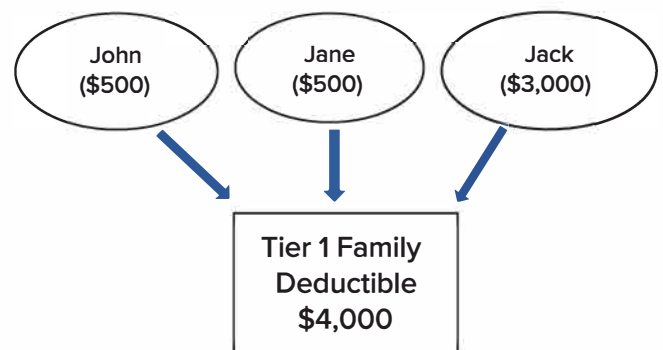 John
($500)
Jane
($500)
Jack
($3,000)
Tier 1 Family
Deductible
$4,000